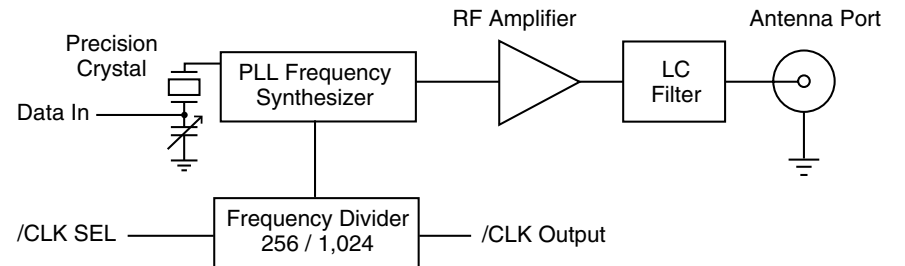 RF Amplifier
Antenna Port
Precision
Crystal
PLL Frequency
Synthesizer
LC
Filter
Data In
/CLK SEL
Frequency Divider
256 / 1,024
/CLK Output